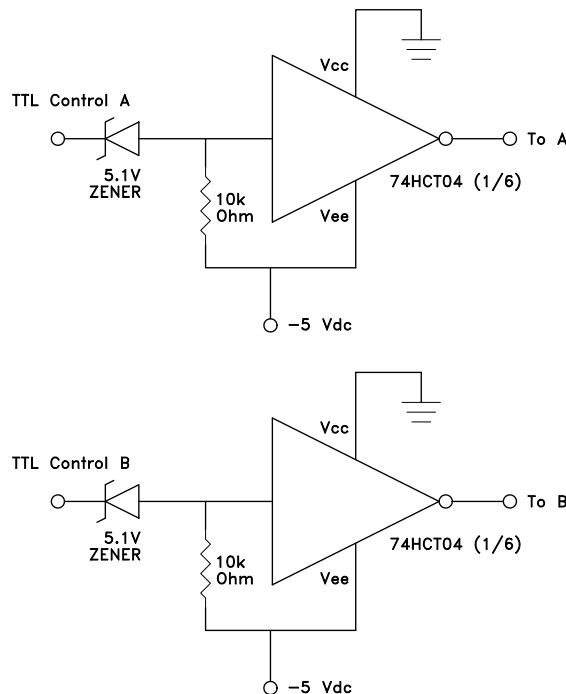 Vcc
TTL Control A
To A
5.1V
ZENER
10k
Ohm
74HCT04 (1/6)
Vee
-5 Vdc
Vcc
TTL Control B
To B
5.1V
ZENER
10k
Ohm
74HCT04 (1/6)
Vee
-5 Vdc